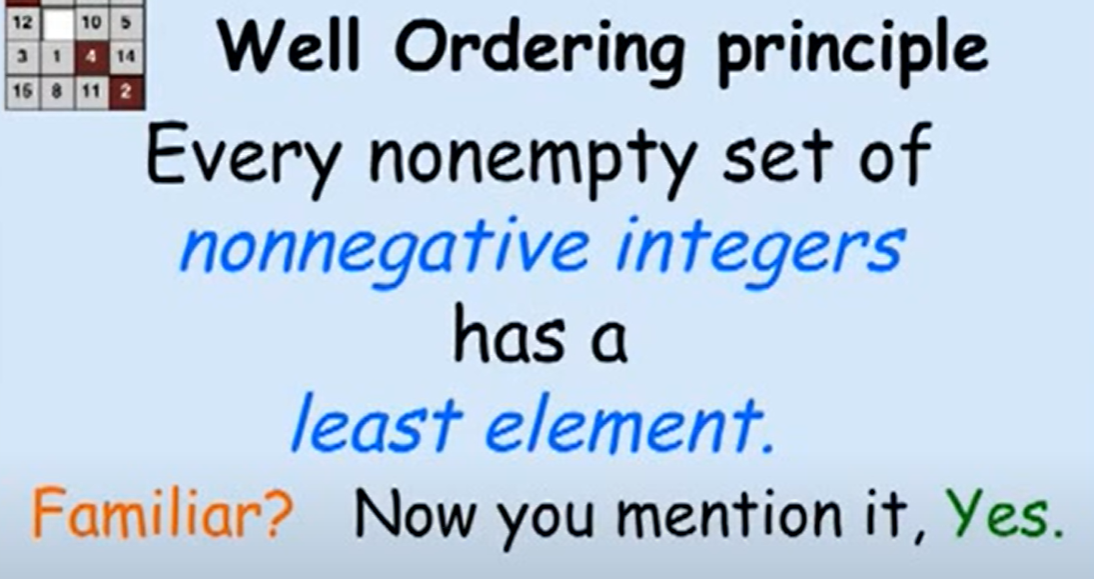 12 10 5
3 1 4 14
15 8 11 2
Well Ordering principle
Every nonempty set of
nonnegative integers
has a
least element.
Familiar? Now you mention it, Yes.